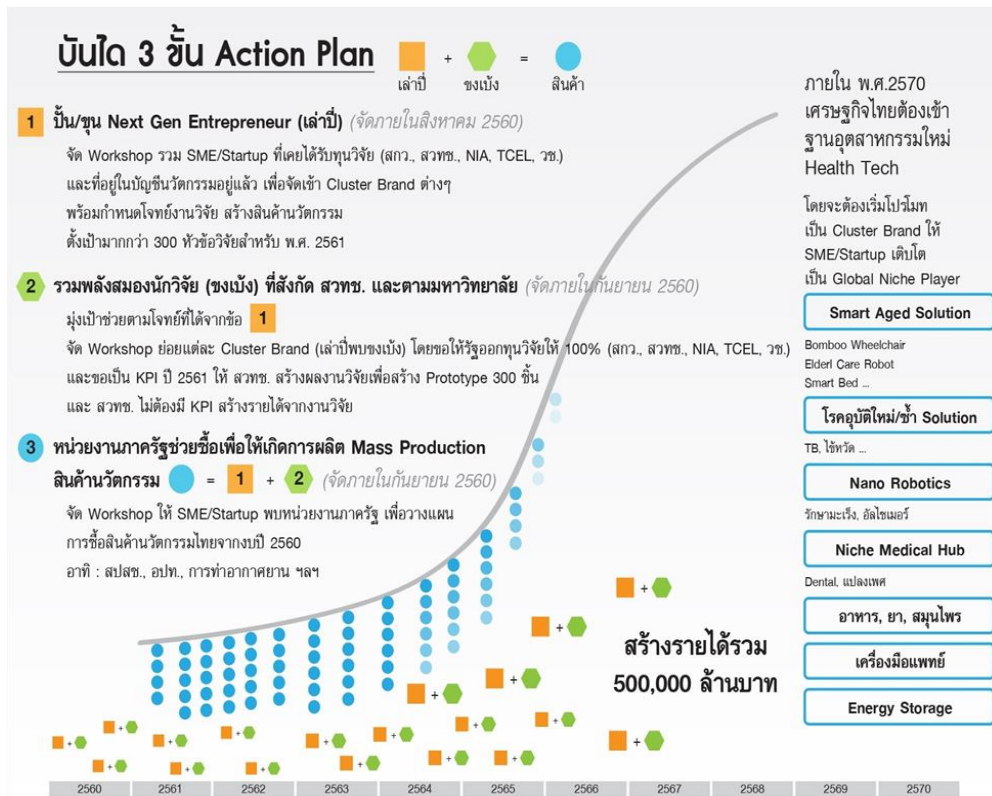 บันได 3 ขั้น Action Plan
+ =
เล่าปี่ ขงเบ้ง สินค้า
1 ปั้น/ขุน Next Gen Entrepreneur (เล่าปี่) (จัดภายในสิงหาคม 2560)
จัด Workshop รวม SME/Startup ที่เคยได้รับทุนวิจัย (สกว., สวทช., NIA, TCEL, วช.)
และที่อยู่ในบัญชีนวัตกรรมอยู่แล้ว เพื่อจัดเข้า Cluster Brand ต่างๆ
พร้อมกำหนดโจทย์งานวิจัย สร้างสินค้านวัตกรรม
ตั้งเป้ามากกว่า 300 หัวข้อวิจัยสำหรับ พ.ศ. 2561
2 รวมพลังสมองนักวิจัย (ขงเบ้ง) ที่สังกัด สวทช. และตามมหาวิทยาลัย (จัดภายในกันยายน 2560)
มุ่งเป้าช่วยตามโจทย์ที่ได้จากข้อ 1
จัด Workshop ย่อยแต่ละ Cluster Brand (เล่าปี่พบขงเบ้ง) โดยขอให้รัฐออกทุนวิจัยให้ 100% (สกว., สวทช., NIA, TCEL, วช.)
และขอเป็น KPI ปี 2561 ให้ สวทช. สร้างผลงานวิจัยเพื่อสร้าง Prototype 300 ชิ้น
และ สวทช. ไม่ต้องมี KPI สร้างรายได้จากงานวิจัย
3 หน่วยงานภาครัฐช่วยซื้อเพื่อให้เกิดการผลิต Mass Production
สินค้านวัตกรรม = 1 + 2 (จัดภายในกันยายน 2560)
จัด Workshop ให้ SME/Startup พบหน่วยงานภาครัฐ เพื่อวางแผน
การซื้อสินค้านวัตกรรมไทยจากงบปี 2560
อาทิ : สปสช., อปท., การท่าอากาศยาน ฯลฯ
ภายใน พ.ศ.2570
เศรษฐกิจไทยต้องเข้า
ฐานอุตสาหกรรมใหม่
Health Tech
โดยจะต้องเริ่มโปรโมท
เป็น Cluster Brand ให้
SME/Startup เติบโต
เป็น Global Niche Player
Smart Aged Solution
Bomboo Wheelchair
Elderl Care Robot
Smart Bed ...
โรคอุบัติใหม่/ซ้ำ Solution
TB, ไข้หวัด ...
Nano Robotics
รักษามะเร็ง, อัลไซเมอร์
Niche Medical Hub
Dental, แปลงเพศ
อาหาร, ยา, สมุนไพร
เครื่องมือแพทย์
Energy Storage
สร้างรายได้รวม
500,000 ล้านบาท
2560 2561 2562 2563 2564 2565 2566 2567 2568 2569 2570